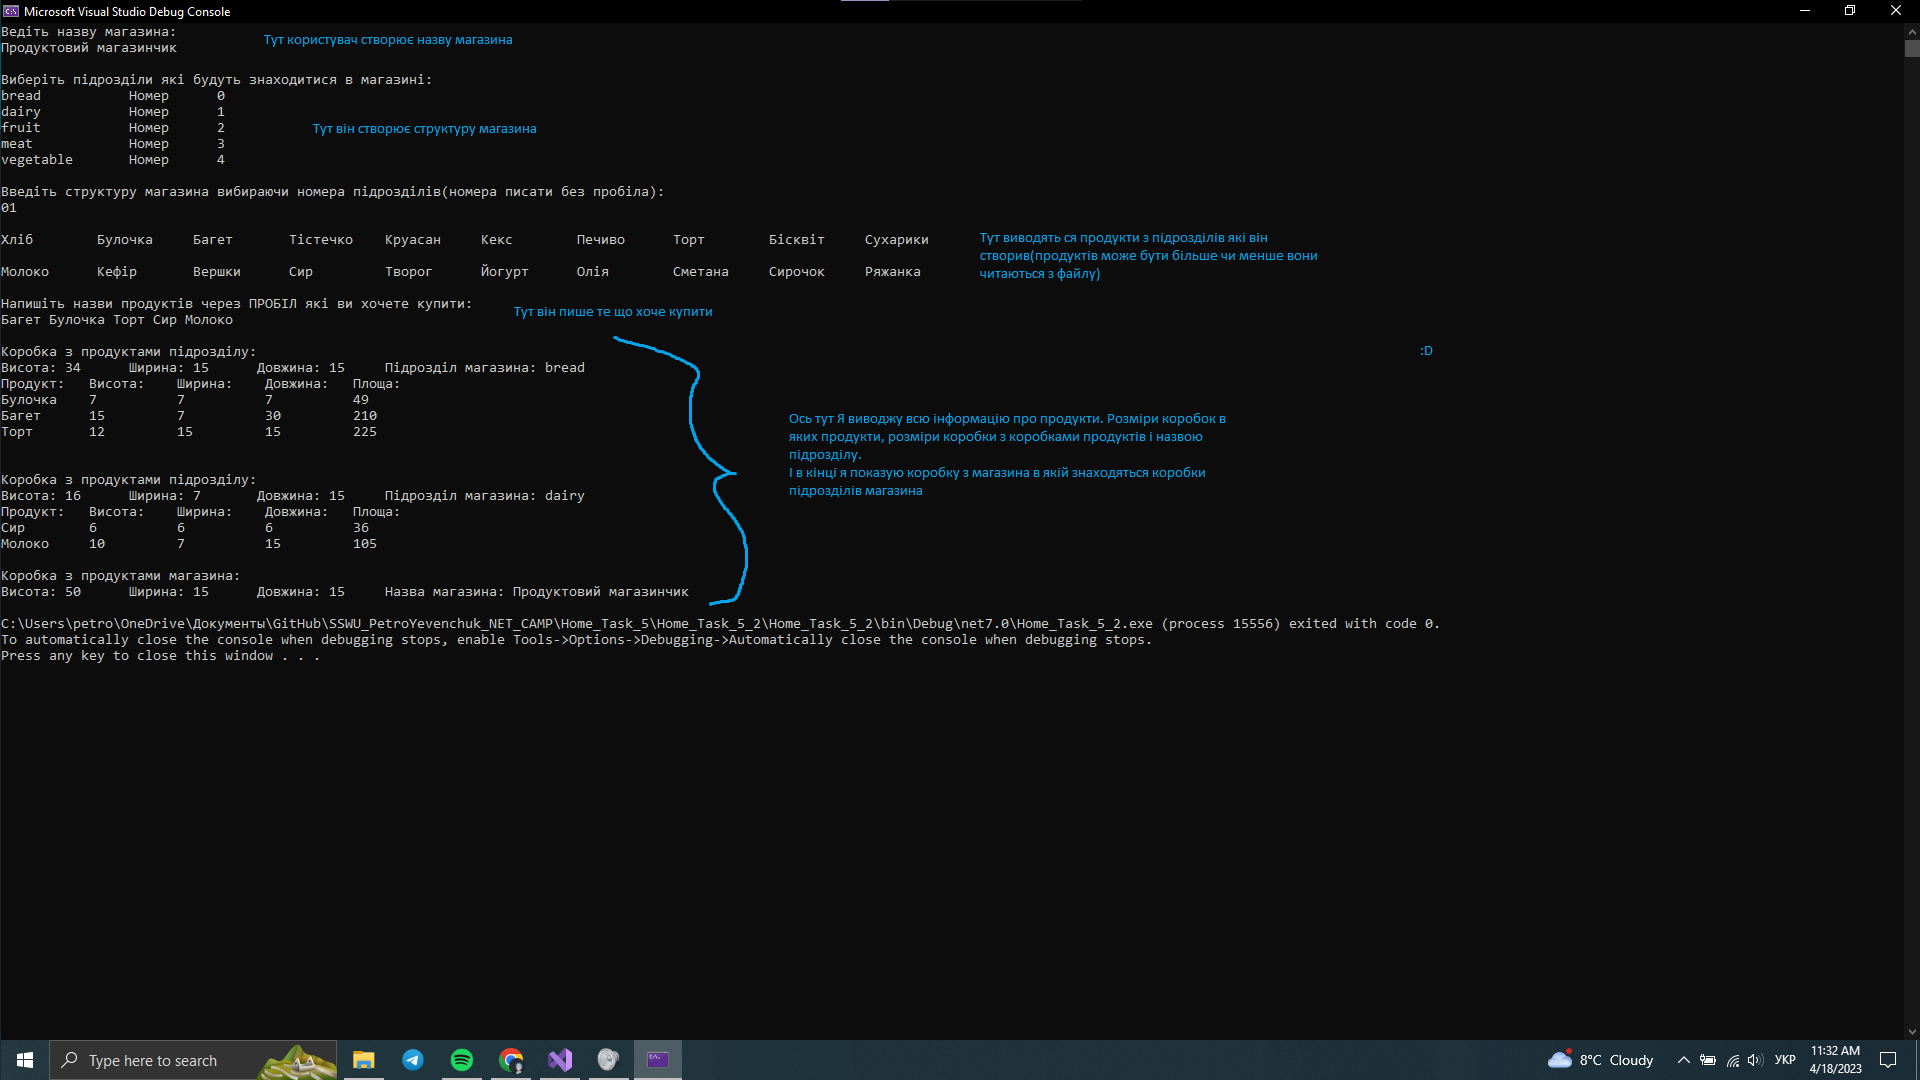 Microsoft Visual Studio Debug Console
Ведіть назву магазина:
Продуктовий магазинчик
Тут користувач створює назву магазина
Виберіть підрозділи які будуть знаходитися в магазині:
bread Номер 0
dairy Номер 1
fruit Номер 2
meat Номер 3
vegetable Номер 4
Тут він створює структуру магазина
Введіть структуру магазина вибираючи номера підрозділів(номера писати без пробіла):
01
Хліб Булочка Багет Тістечко Круасан Кекс Печиво Торт Бісквіт Сухарики
Молоко Кефір Вершки Сир Творог Йогурт Олія Сметана Сирочок Ряжанка
Тут виводять ся продукти з підрозділів які він
створив(продуктів може бути більше чи менше вони
читаються з файлу)
Напишіть назви продуктів через ПРОБІЛ які ви хочете купити:
Багет Булочка Торт Сир Молоко
Тут він пише те що хоче купити
:D
Коробка з продуктами підрозділу:
Висота: 34 Ширина: 15 Довжина: 15 Підрозділ магазина: bread
Продукт: Висота: Ширина: Довжина: Площа:
Булочка 7 7 7 49
Багет 15 7 30 210
Торт 12 15 15 225
Ось тут Я виводжу всю інформацію про продукти. Розміри коробок в
яких продукти, розміри коробки з коробками продуктів і назвою
підрозділу.
І в кінці я показую коробку з магазина в якій знаходяться коробки
підрозділів магазина
Коробка з продуктами підрозділу:
Висота: 16 Ширина: 7 Довжина: 15 Підрозділ магазина: dairy
Продукт: Висота: Ширина: Довжина: Площа:
Сир 6 6 6 36
Молоко 10 7 15 105
Коробка з продуктами магазина:
Висота: 50 Ширина: 15 Довжина: 15 Назва магазина: Продуктовий магазинчик
C:\Users\petro\OneDrive\Документы\GitHub\SSWU_PetroYevenchuk_NET_CAMP\Home_Task_5\Home_Task_5_2\Home_Task_5_2\bin\Debug\net7.0\Home_Task_5_2.exe (process 15556) exited with code 0.
To automatically close the console when debugging stops, enable Tools->Options->Debugging->Automatically close the console when debugging stops.
Press any key to close this window . . .
Type here to search
8°C Cloudy
УКР
11:32 AM
4/18/2023